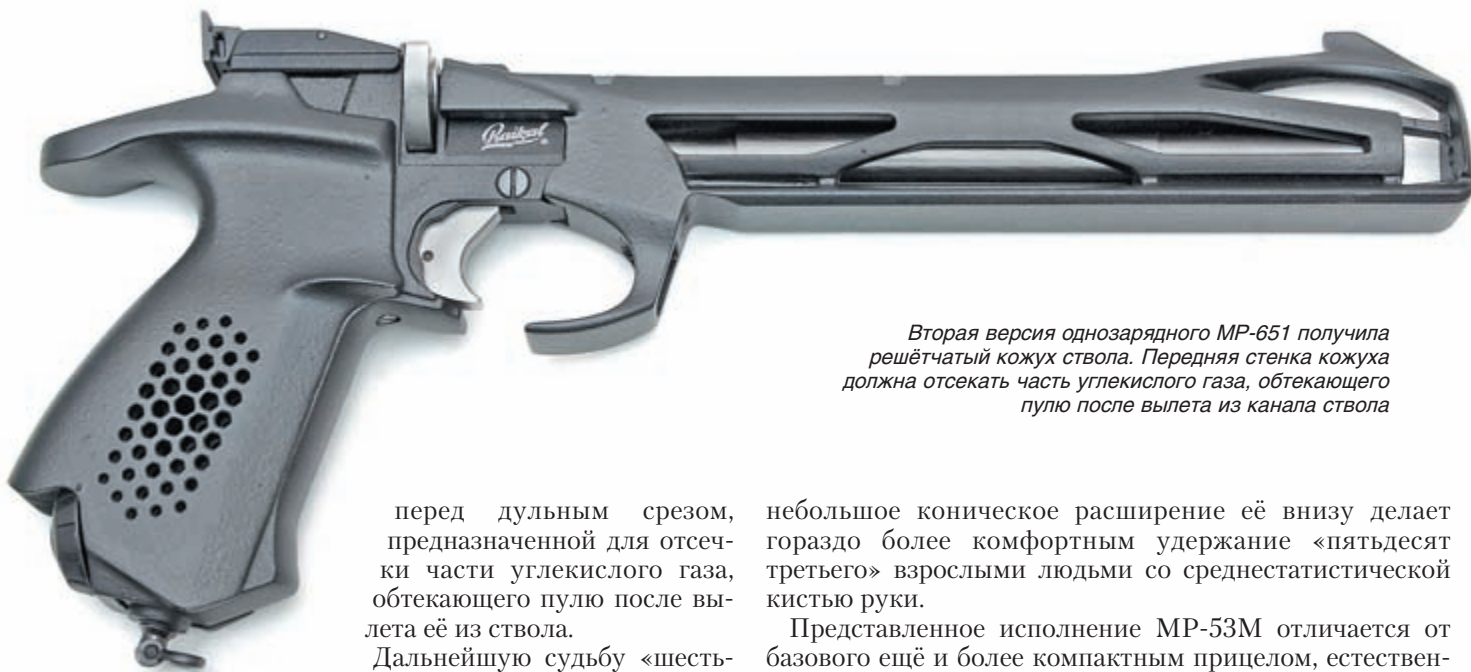 Baikal
Вторая версия однозарядного МР-651 получила
решётчатый кожух ствола. Передняя стенка кожуха
должна отсекать часть углекислого газа, обтекающего
пулю после вылета из канала ствола
перед дульным срезом,
предназначенной для отсеч-
ки части углекислого газа,
обтекающего пулю после вы-
лета её из ствола.
Дальнейшую судьбу «шесть-
небольшое коническое расширение её внизу делает
гораздо более комфортным удержание «пятьдесят
третьего» взрослыми людьми со среднестатистической
кистью руки.
Представленное исполнение МР-53М отличается от
базового ещё и более компактным прицелом, естествен-